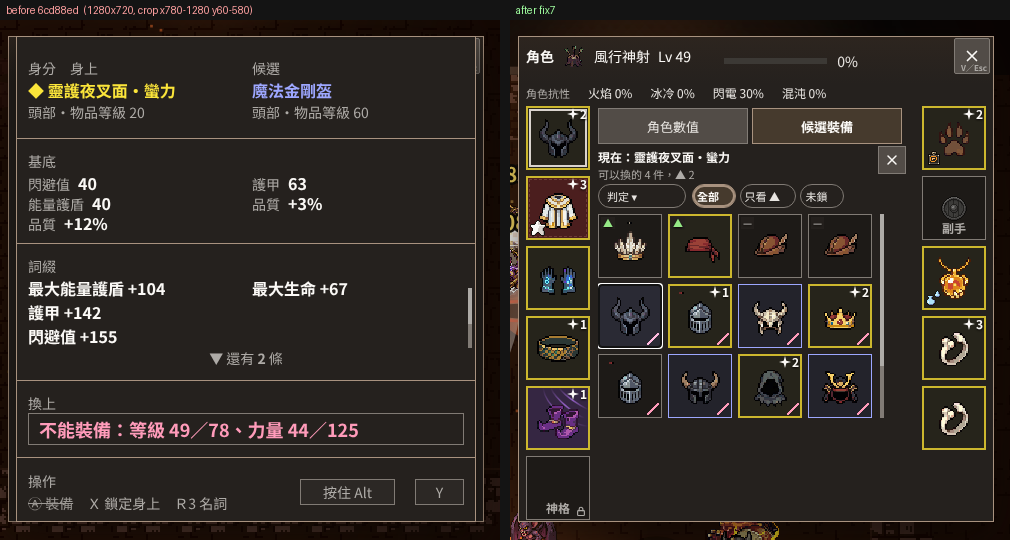 before 6cd88ed (1280x720, crop x780-1280 y60-580)
身分 身上
候選
◆ 靈護夜叉面・蠻力
魔法金剛盔
頭部・物品等級 20
頭部・物品等級 60
基底
閃避值 40
護甲 63
能量護盾 40
品質 +3%
品質 +12%
詞綴
最大能量護盾 +104
最大生命 +67
護甲 +142
閃避值 +155
▼ 還有 2 條
換上
不能裝備：等級 49／78、力量 44／125
操作
Ⓐ 裝備 X 鎖定身上 R3 名詞
按住 Alt
Y
after fix7
角色 風行神射 Lv 49
0%
✕
V／Esc
角色抗性 火焰 0% 冰冷 0% 閃電 30% 混沌 0%
角色數值
候選裝備
現在：靈護夜叉面・蠻力
可以換的 4 件，▲ 2
✕
判定 ▾
全部
只看 ▲
未鎖
+2
+3
+1
+1
神格
▲
▲
—
—
+1
+2
+2
+2
副手
+3